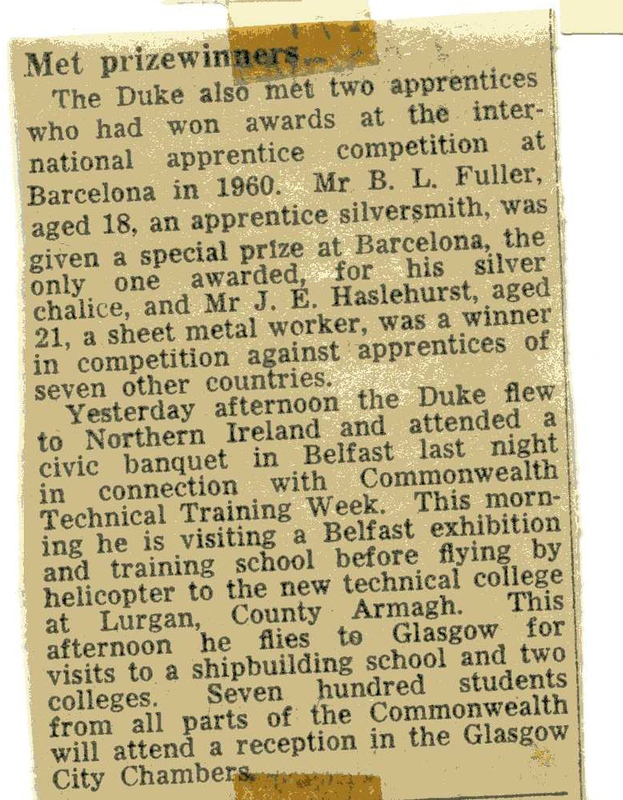 Met prizewinners
The Duke also met two apprentices
who had won awards at the inter-
national apprentice competition at
Barcelona in 1960. Mr B. L. Fuller,
aged 18, an apprentice silversmith, was
given a special prize at Barcelona, the
only one awarded, for his silver
chalice, and Mr J. E. Haslehurst, aged
21, a sheet metal worker, was a winner
in competition against apprentices of
seven other countries.
Yesterday afternoon the Duke flew
to Northern Ireland and attended a
civic banquet in Belfast last night
in connection with Commonwealth
Technical Training Week. This morn-
ing he is visiting a Belfast exhibition
and training school before flying by
helicopter to the new technical college
at Lurgan, County Armagh. This
afternoon he flies to Glasgow for
visits to a shipbuilding school and two
colleges. Seven hundred students
from all parts of the Commonwealth
will attend a reception in the Glasgow
City Chambers.